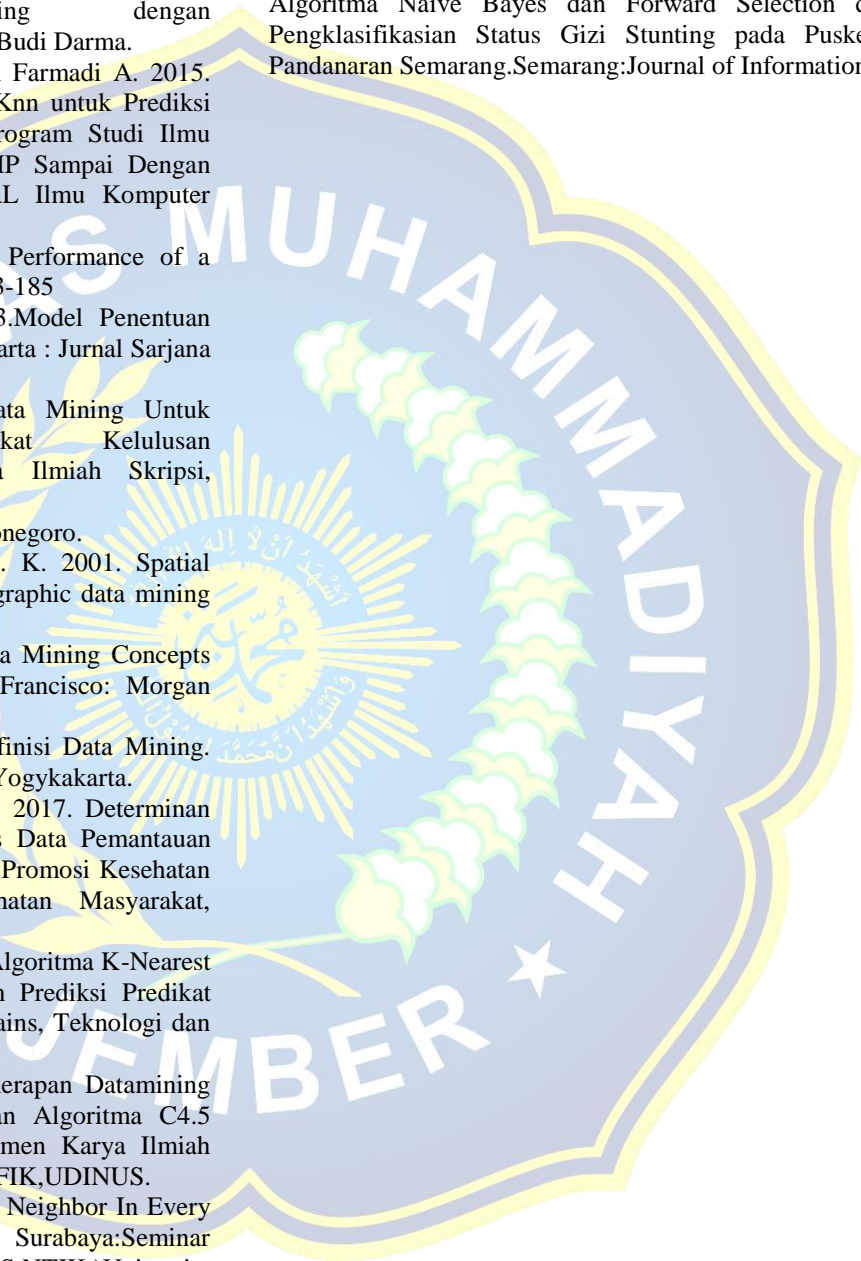 ing dengan
Budi Darma.
Farmadi A. 2015.
Knn untuk Prediksi
rogram Studi Ilmu
IP Sampai Dengan
aL Ilmu Komputer
Performance of a
3-185
3.Model Penentuan
arta : Jurnal Sarjana
ata Mining Untuk
kat Kelulusan
a Ilmiah Skripsi,
onegoro.
. K. 2001. Spatial
graphic data mining
a Mining Concepts
Francisco: Morgan
finisi Data Mining.
Yogykakarta.
2017. Determinan
s Data Pemantauan
Promosi Kesehatan
hatan Masyarakat,
Algoritma K-Nearest
n Prediksi Predikat
ains, Teknologi dan
nerapan Datamining
an Algoritma C4.5
men Karya Ilmiah
FIK,UDINUS.
Neighbor In Every
Surabaya:Seminar
Algoritma Naive Bayes dan Forward Selection d
Pengklasifikasian Status Gizi Stunting pada Puske
Pandanaran Semarang.Semarang:Journal of Information
AS MUHAMMADIYAH
JEMBER